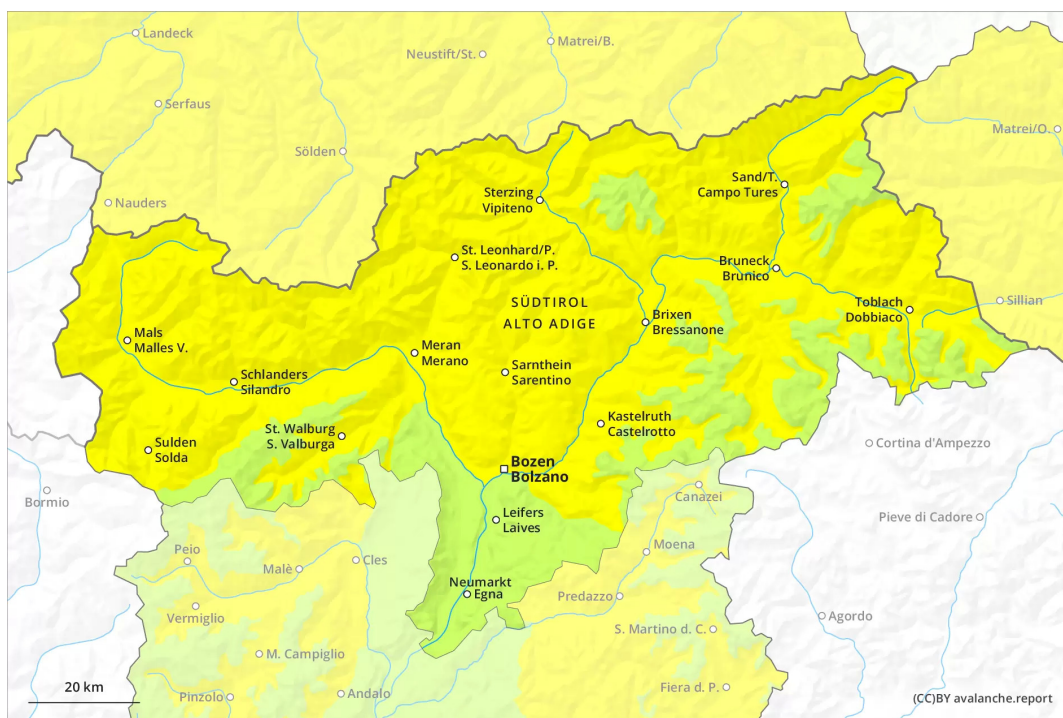 Landeck
Neustift/St.
Matrei/B.
Serfaus
Matrei/O.
Sölden
Sand/T.
Campo Tures
Nauders
Sterzing
Vipiteno
St. Leonhard/P.
S. Leonardo i. P.
Bruneck
Brunico
SÜDTIROL
ALTO ADIGE
Toblach
Dobbiaco
Sillian
Brixen
Bressanone
Mals
Malles V.
Meran
Merano
Sarnthein
Sarentino
Schlanders
Silandro
St. Walburg
S. Valburga
Kastelruth
Castelrotto
Sulden
Solda
Cortina d'Ampezzo
Bozen
Bolzano
Bormio
Canazei
Leifers
Laives
Pieve di Cadore
Moena
Peio
Cles
Malè
Neumarkt
Egna
Predazzo
Vermiglio
Agordo
S. Martino d. C.
M. Campiglio
20 km
Pinzolo
Andalo
Fiera d. P.
(CC)BY avalanche.report